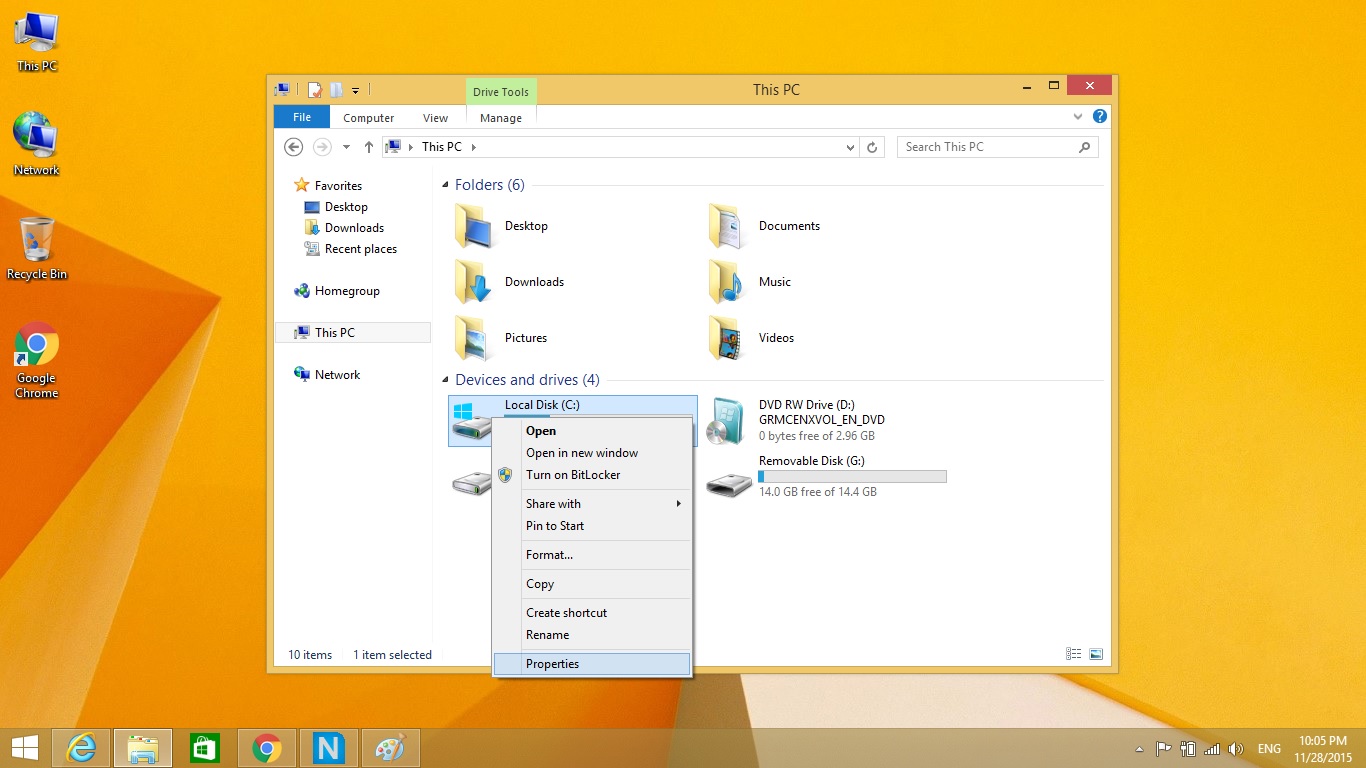 This PC
Network
Recycle Bin
Google
Chrome
Drive Tools
This PC
File
Computer
View
Manage
This PC
Search This PC
Favorites
Desktop
Downloads
Recent places
Homegroup
This PC
Network
Folders (6)
Desktop
Documents
Downloads
Music
Pictures
Videos
Devices and drives (4)
Local Disk (C:)
DVD RW Drive (D:)
GRMCENXVOL_EN_DVD
0 bytes free of 2.96 GB
Removable Disk (G:)
14.0 GB free of 14.4 GB
Open
Open in new window
Turn on BitLocker
Share with
Pin to Start
Format...
Copy
Create shortcut
Rename
Properties
10 items
1 item selected
N
ENG
10:05 PM
11/28/2015